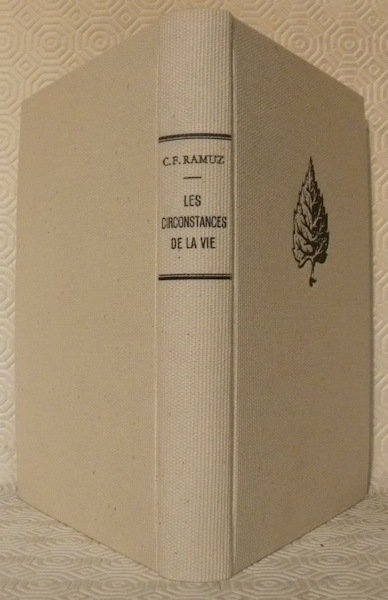 C. F. RAMUZ
LES
CIRCONSTANCES
DE LA VIE